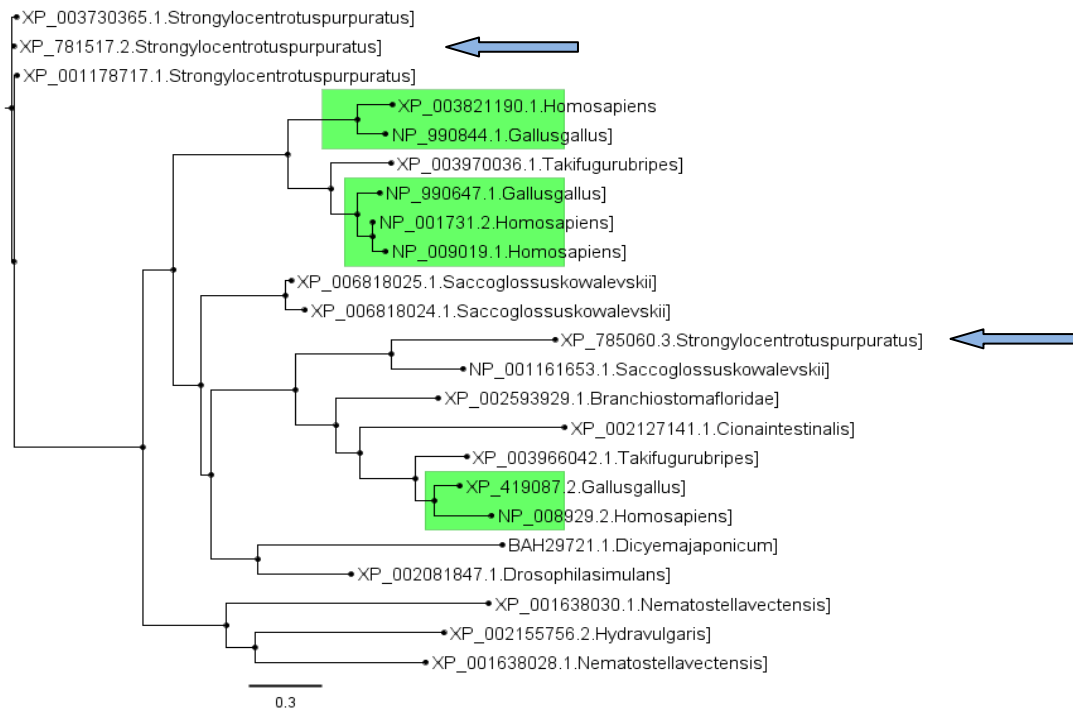 XP_003730365.1.Strongylocentrotuspurpuratus]
XP_781517.2.Strongylocentrotuspurpuratus]
XP_001178717.1.Strongylocentrotuspurpuratus]
XP_003821190.1.Homosapiens
NP_990844.1.Gallusgallus]
XP_003970036.1.Takifugurubripes]
NP_990647.1.Gallusgallus]
NP_001731.2.Homosapiens]
NP_009019.1.Homosapiens]
XP_006818025.1.Saccoglossuskowalevskii]
XP_006818024.1.Saccoglossuskowalevskii]
XP_785060.3.Strongylocentrotuspurpuratus]
NP_001161653.1.Saccoglossuskowalevskii]
XP_002593929.1.Branchiostomafloridae]
XP_002127141.1.Cionaintestinalis]
XP_003966042.1.Takifugurubripes]
XP_419087.2.Gallusgallus]
NP_008929.2.Homosapiens]
BAH29721.1.Dicyemajaponicum]
XP_002081847.1.Drosophilasimulans]
XP_001638030.1.Nematostellavectensis]
XP_002155756.2.Hydravulgaris]
XP_001638028.1.Nematostellavectensis]
0.3